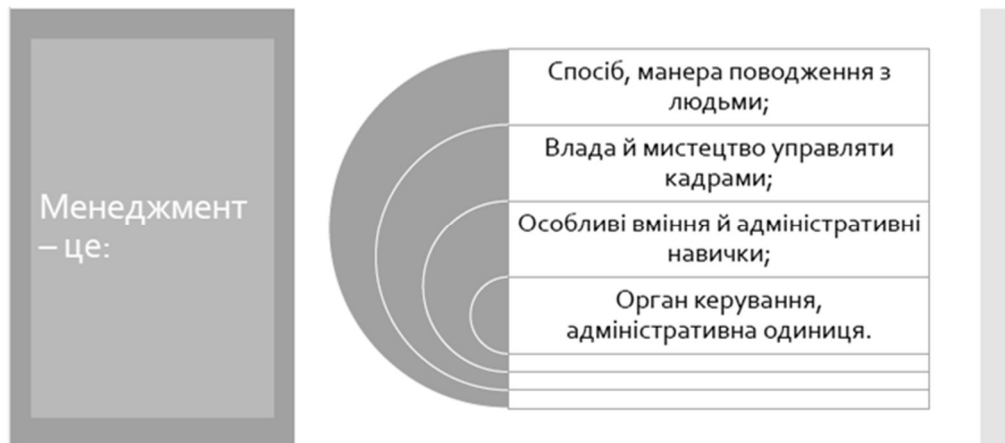 Менеджмент
– це:
Спосіб, манера поводження з
людьми;
Влада й мистецтво управляти
кадрами;
Особливі вміння й адміністративні
навички;
Орган керування,
адміністративна одиниця.